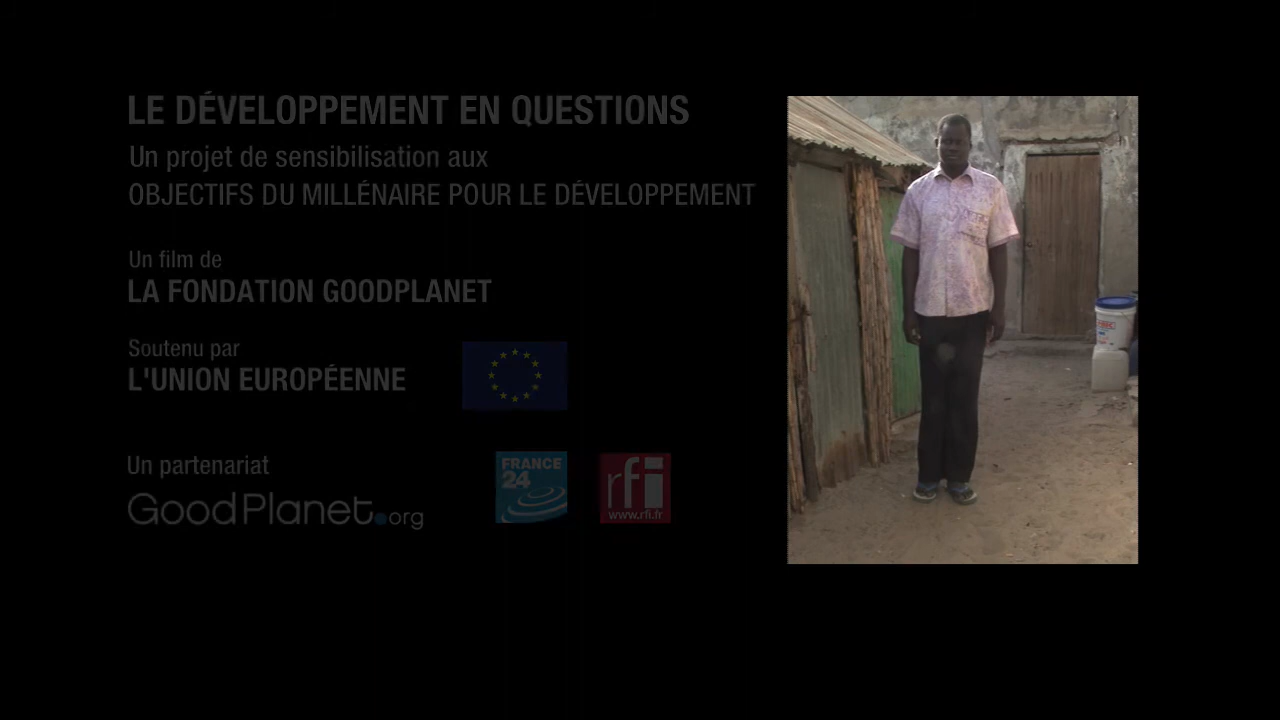 LE DÉVELOPPEMENT EN QUESTIONS
Un projet de sensibilisation aux
OBJECTIFS DU MILLÉNAIRE POUR LE DÉVELOPPEMENT
Un film de
LA FONDATION GOODPLANET
Soutenu par
L'UNION EUROPÉENNE
Un partenariat
GoodPlanet.org
FRANCE
24
rfi
www.rfi.fr